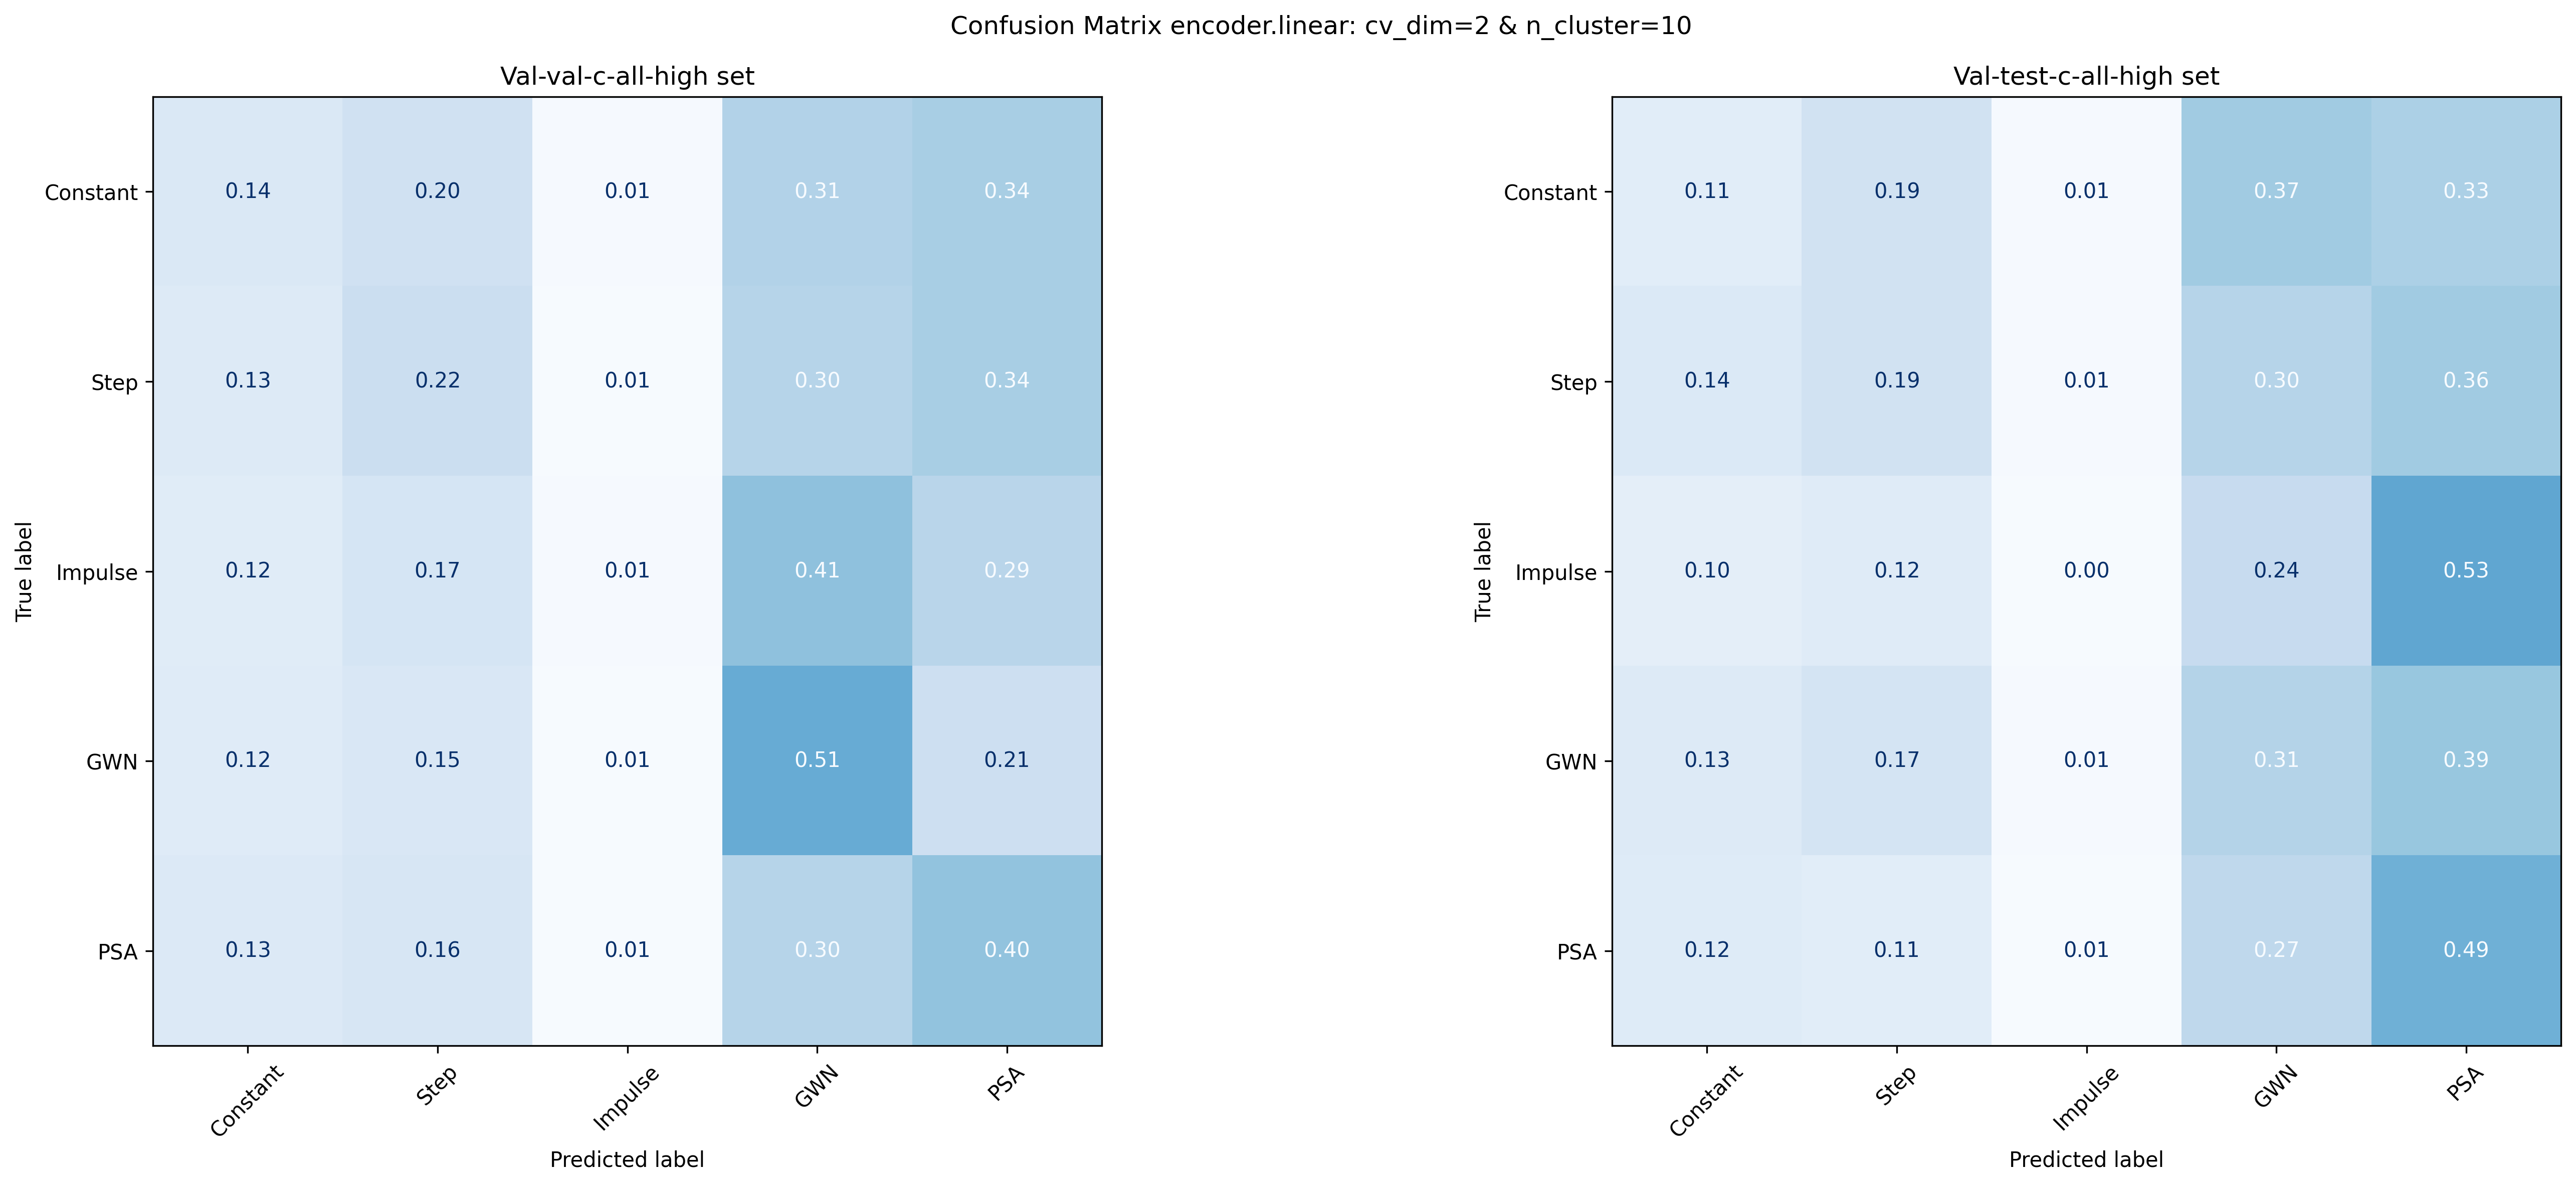 Confusion Matrix encoder.linear: cv_dim=2 & n_cluster=10
Val-val-c-all-high set
True label
Constant 0.14 0.20 0.01 0.31 0.34
Step 0.13 0.22 0.01 0.30 0.34
Impulse 0.12 0.17 0.01 0.41 0.29
GWN 0.12 0.15 0.01 0.51 0.21
PSA 0.13 0.16 0.01 0.30 0.40
Constant Step Impulse GWN PSA
Predicted label
Val-test-c-all-high set
True label
Constant 0.11 0.19 0.01 0.37 0.33
Step 0.14 0.19 0.01 0.30 0.36
Impulse 0.10 0.12 0.00 0.24 0.53
GWN 0.13 0.17 0.01 0.31 0.39
PSA 0.12 0.11 0.01 0.27 0.49
Constant Step Impulse GWN PSA
Predicted label